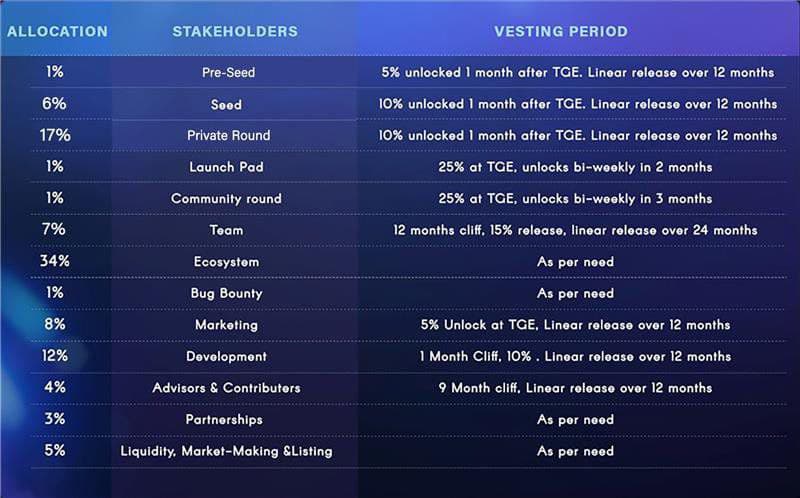 ALLOCATION STAKEHOLDERS VESTING PERIOD
1% Pre-Seed 5% unlocked 1 month after TGE. Linear release over 12 months
6% Seed 10% unlocked 1 month after TGE. Linear release over 12 months
17% Private Round 10% unlocked 1 month after TGE. Linear release over 12 months
1% Launch Pad 25% at TGE, unlocks bi-weekly in 2 months
1% Community round 25% at TGE, unlocks bi-weekly in 3 months
7% Team 12 months cliff, 15% release, linear release over 24 months
34% Ecosystem As per need
1% Bug Bounty As per need
8% Marketing 5% Unlock at TGE, Linear release over 12 months
12% Development 1 Month Cliff, 10% . Linear release over 12 months
4% Advisors & Contributers 9 Month cliff, Linear release over 12 months
3% Partnerships As per need
5% Liquidity, Market-Making &Listing As per need